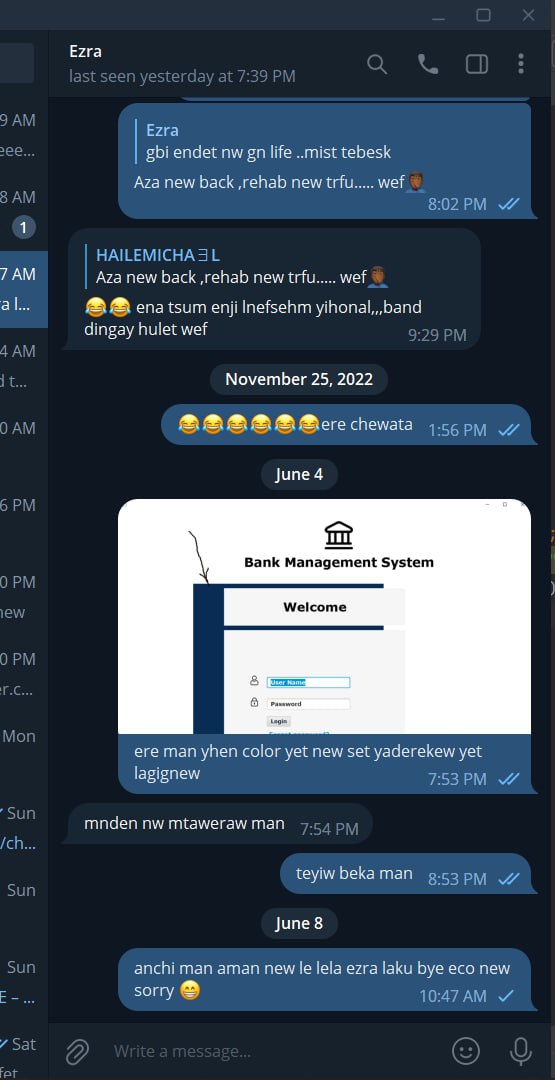 Ezra
last seen yesterday at 7:39 PM
9 AM
eee...
8 AM
1
7 AM
a l...
4 AM
d t...
0 AM
6 PM
0 PM
new
0 PM
r.c...
Mon
Sun
/ch...
Sun
Sun
E – ...
Sat
fet
Ezra
gbi endet nw gn life ..mist tebesk
Aza new back ,rehab new trfu..... wef🤦🏾‍♂️
8:02 PM
HAILEMICHAƎL
Aza new back ,rehab new trfu..... wef🤦🏾‍♂️
😂😂 ena tsum enji lnefsehm yihonal,,,band
dingay hulet wef
9:29 PM
November 25, 2022
😂😂😂😂😂😂ere chewata
1:56 PM
June 4
Bank Management System
Welcome
User Name
Password
Login
ere man yhen color yet new set yaderekew yet
lagignew
7:53 PM
mnden nw mtaweraw man
7:54 PM
teyiw beka man
8:53 PM
June 8
anchi man aman new le lela ezra laku bye eco new
sorry 😁
10:47 AM
Write a message...